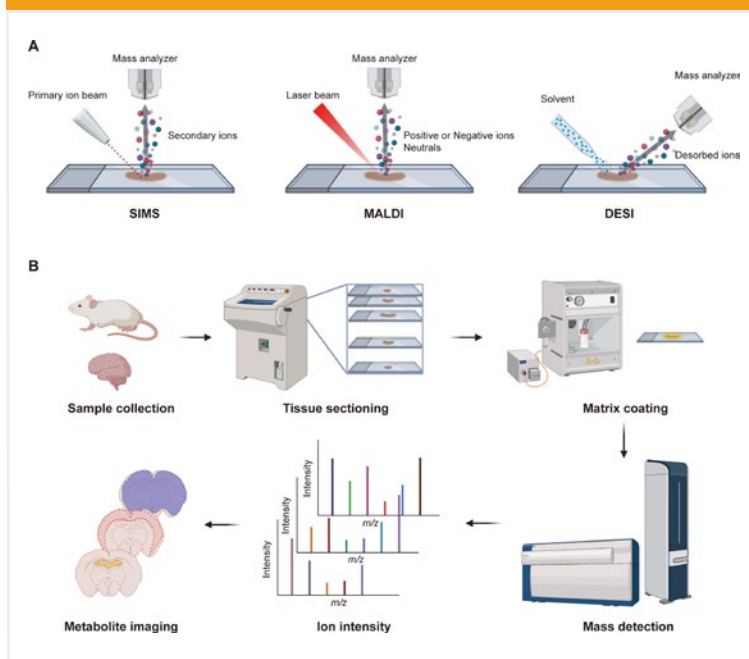 A
Mass analyzer
Primary ion beam
Secondary ions
SIMS
Mass analyzer
Laser beam
Positive or Negative ions
Neutrals
MALDI
Mass analyzer
Solvent
Desorbed ions
DESI
B
Sample collection
Tissue sectioning
Matrix coating
Metabolite imaging
Intensity
m/z
Intensity
m/z
Intensity
m/z
Ion intensity
Mass detection